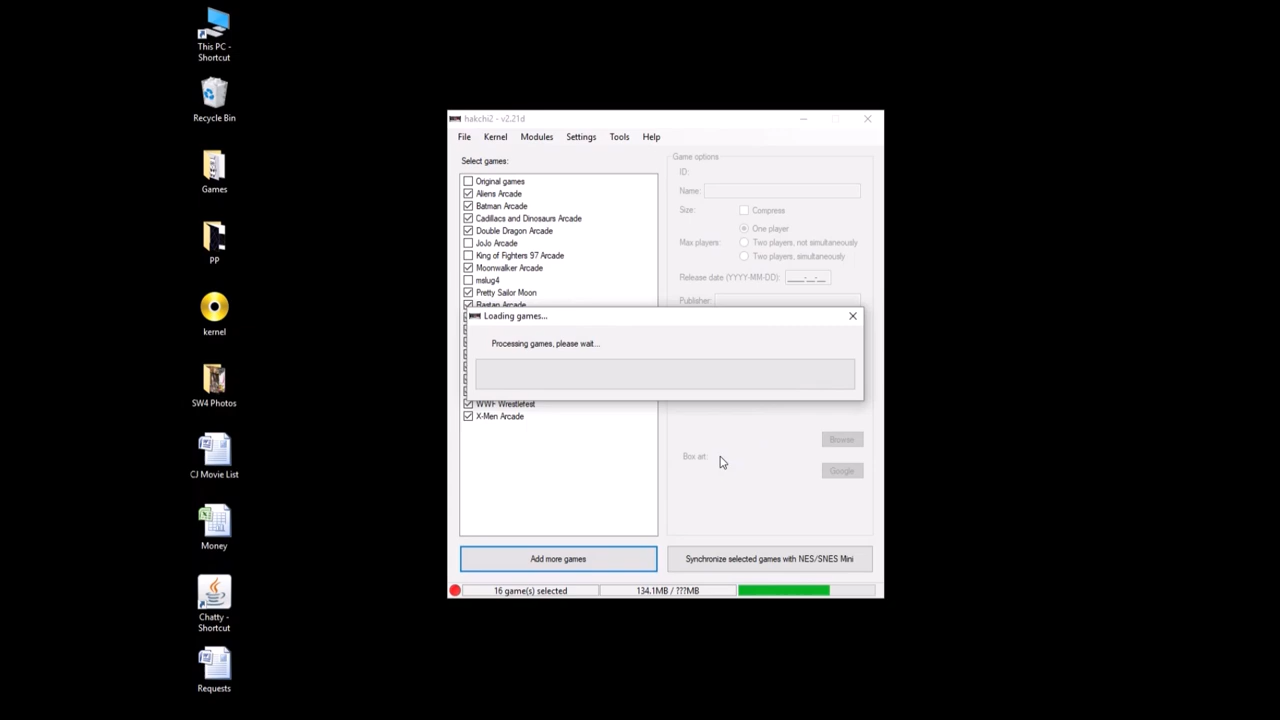 This PC -
Shortcut
Recycle Bin
Games
PP
kernel
SW4 Photos
CJ Movie List
Money
Chatty -
Shortcut
Requests
hakchi2 - v2.21d
File Kernel Modules Settings Tools Help
Select games:
Original games
Aliens Arcade
Batman Arcade
Cadillacs and Dinosaurs Arcade
Double Dragon Arcade
JoJo Arcade
King of Fighters 97 Arcade
Moonwalker Arcade
mslug4
Pretty Sailor Moon
Rastan Arcade
WWF Wrestlefest
X-Men Arcade
Game options
ID:
Name:
Size: Compress
One player
Max players: Two players, not simultaneously
Two players, simultaneously
Release date (YYYY-MM-DD): ____-__-__
Publisher:
Loading games...
Processing games, please wait...
Browse
Box art:
Google
Add more games
Synchronize selected games with NES/SNES Mini
16 game(s) selected
134.1MB / ???MB